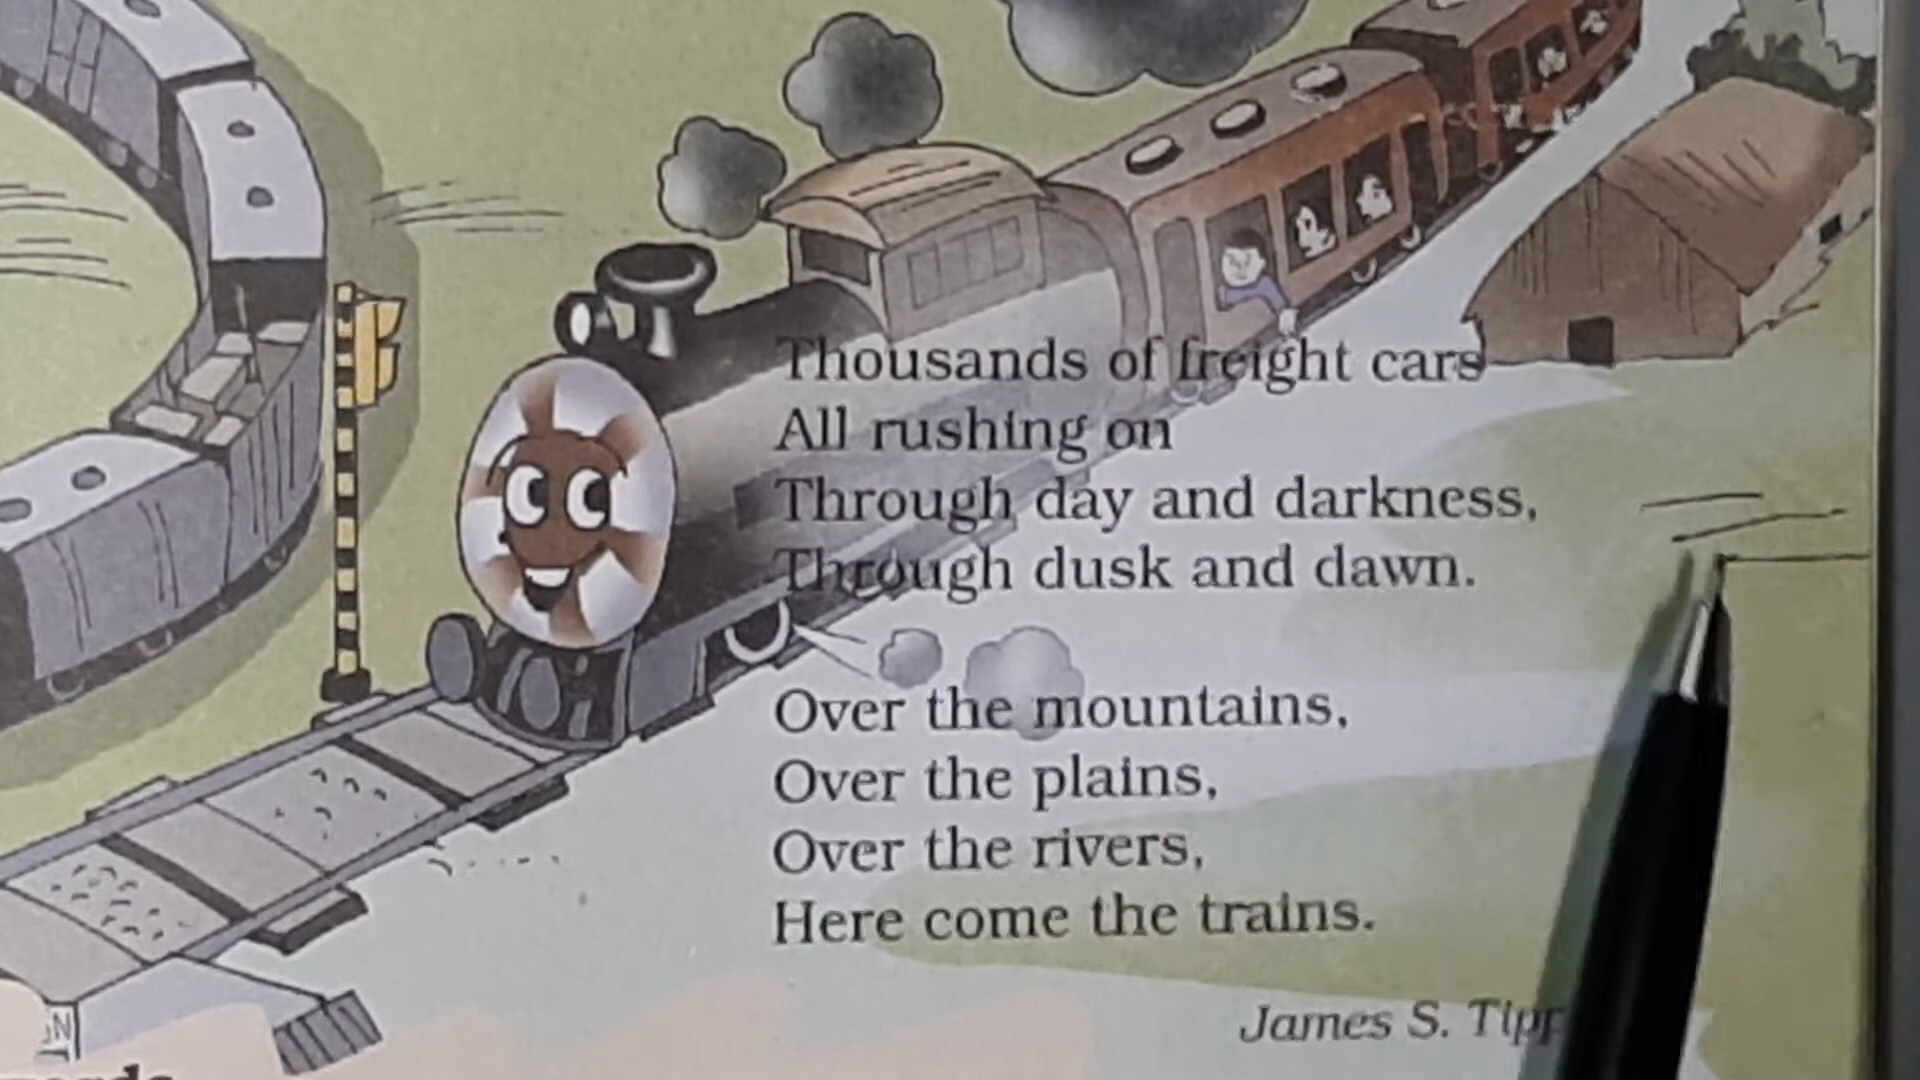 Thousands of freight cars
All rushing on
Through day and darkness,
Through dusk and dawn.
Over the mountains,
Over the plains,
Over the rivers,
Here come the trains.
James S.